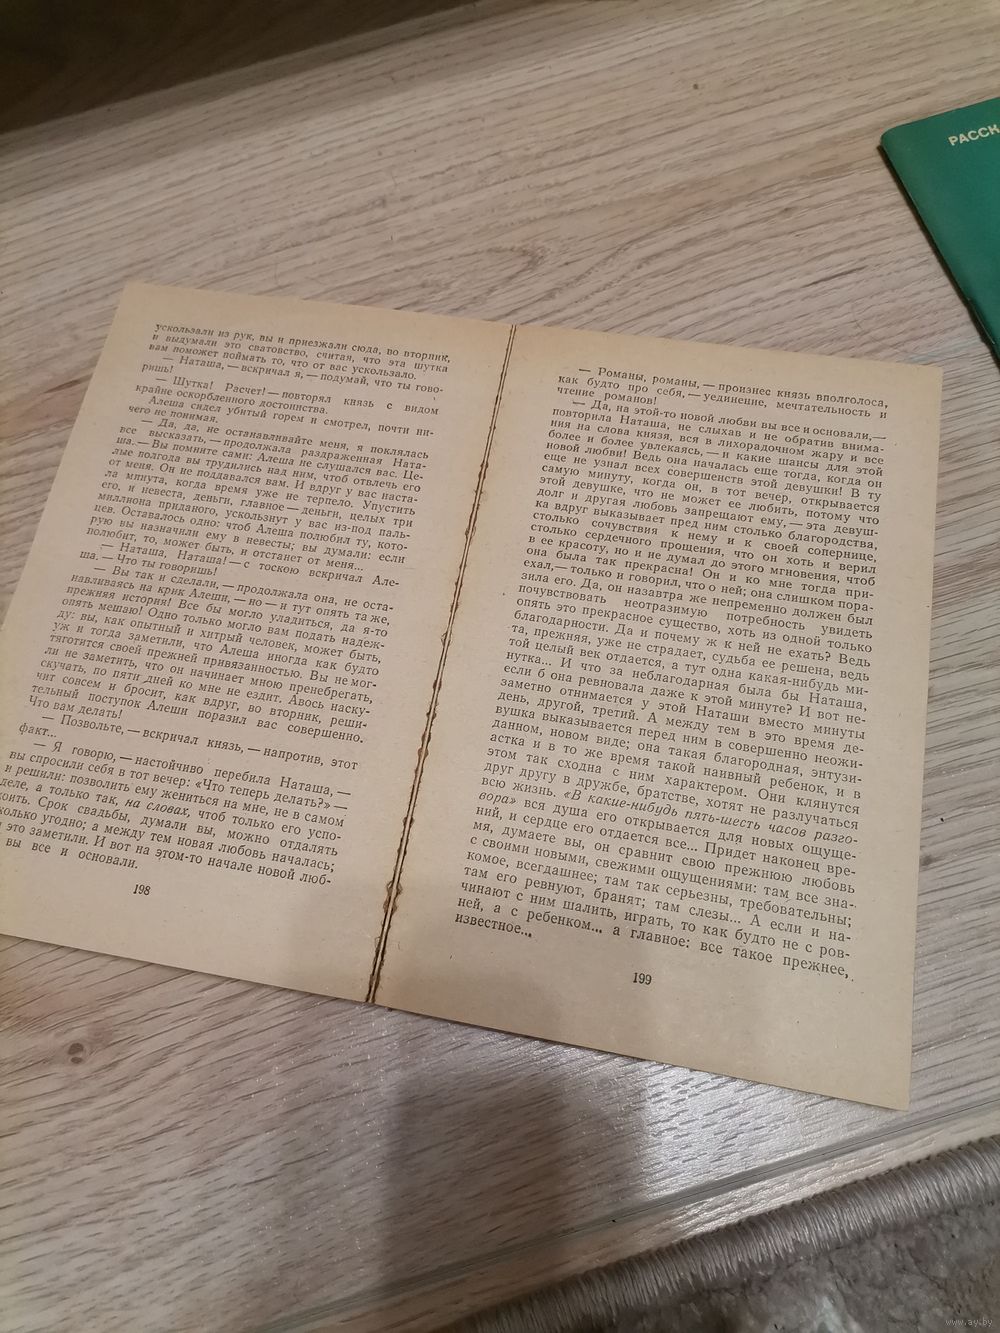 ускользали из рук, вы и приезжали сюда, во вторник,
и выдумали это сватовство, считая, что эта шутка
вам поможет поймать то, что от вас ускользало.
— Наташа, — вскричал я, — подумай, что ты гово-
ришь!
— Шутка! Расчет! — повторял князь с видом
крайне оскорбленного достоинства.
Алеша сидел убитый горем и смотрел, почти ни-
чего не понимая.
— Да, да, не останавливайте меня, я поклялась
все высказать, — продолжала раздраженная Ната-
ша. — Вы помните сами: Алеша не слушался вас. Це-
лые полгода вы трудились над ним, чтоб отвлечь его
от меня. Он не поддавался вам. И вдруг у вас наста-
ла минута, когда время уже не терпело. Упустить
его, и невеста, деньги, главное — деньги, целых три
миллиона приданого, ускользнут у вас из-под паль-
цев. Оставалось одно: чтоб Алеша полюбил ту, кото-
рую вы назначили ему в невесты; вы думали: если
полюбит, то, может быть, и отстанет от меня...
— Наташа, Наташа! — с тоскою вскричал Але-
ша. — Что ты говоришь!
— Вы так и сделали, — продолжала она, не оста-
навливаясь на крик Алеши, — но — и тут опять та же,
прежняя история! Все бы могло уладиться, да я-то
опять мешаю! Одно только могло вам подать надеж-
ду: вы, как опытный и хитрый человек, может быть,
уж и тогда заметили, что Алеша иногда как будто
тяготится своей прежней привязанностью. Вы не мог-
ли не заметить, что он начинает мною пренебрегать,
скучать, по пяти дней ко мне не ездит. Авось наску-
чит совсем и бросит, как вдруг, во вторник, реши-
тельный поступок Алеши поразил вас совершенно.
Что вам делать!
— Позвольте, — вскричал князь, — напротив, этот
факт...
— Я говорю, — настойчиво перебила Наташа, —
вы спросили себя в тот вечер: «Что теперь делать?» —
и решили: позволить ему жениться на мне, не в самом
деле, а только так, на словах, чтоб только его успо-
коить. Срок свадьбы, думали вы, можно отдалять
сколько угодно; а между тем новая любовь началась;
это заметили. И вот на этом-то начале новой люб-
вы все и основали.
198
— Романы, романы, — произнес князь вполголоса,
как будто про себя, — уединение, мечтательность и
чтение романов!
— Да, на этой-то новой любви вы все и основали, —
повторила Наташа, не слыхав и не обратив внима-
ния на слова князя, вся в лихорадочном жару и все
более и более увлекаясь, — и какие шансы для этой
новой любви! Ведь она началась еще тогда, когда он
еще не узнал всех совершенств этой девушки! В ту
самую минуту, когда он, в тот вечер, открывается
этой девушке, что не может ее любить, потому что
долг и другая любовь запрещают ему, — эта девуш-
ка вдруг выказывает пред ним столько благородства,
столько сочувствия к нему и к своей сопернице,
столько сердечного прощения, что он хоть и верил
в ее красоту, но и не думал до этого мгновения, чтоб
она была так прекрасна! Он и ко мне тогда при-
ехал, — только и говорил, что о ней; она слишком пора-
зила его. Да, он назавтра же непременно должен был
почувствовать неотразимую потребность увидеть
опять это прекрасное существо, хоть из одной только
благодарности. Да и почему ж к ней не ехать? Ведь
та, прежняя, уже не страдает, судьба ее решена, ведь
той целый век отдается, а тут одна какая-нибудь ми-
нутка... И что за неблагодарная была бы Наташа,
если б она ревновала даже к этой минуте? И вот не-
заметно отнимается у этой Наташи вместо минуты
день, другой, третий. А между тем в это время де-
вушка выказывается перед ним в совершенно неожи-
данном, новом виде; она такая благородная, энтузи-
астка и в то же время такой наивный ребенок, и в
этом так сходна с ним характером. Они клянутся
друг другу в дружбе, братстве, хотят не разлучаться
всю жизнь. «В какие-нибудь пять-шесть часов разго-
вора» вся душа его открывается для новых ощуще-
ний, и сердце его отдается все... Придет наконец вре-
мя, думаете вы, он сравнит свою прежнюю любовь
с своими новыми, свежими ощущениями: там все зна-
комое, всегдашнее; там так серьезны, требовательны;
там его ревнуют, бранят; там слезы... А если и на-
чинают с ним шалить, играть, то как будто не с ров-
ней, а с ребенком... а главное: все такое прежнее,
известное...
199
РАССК
www.ay.by